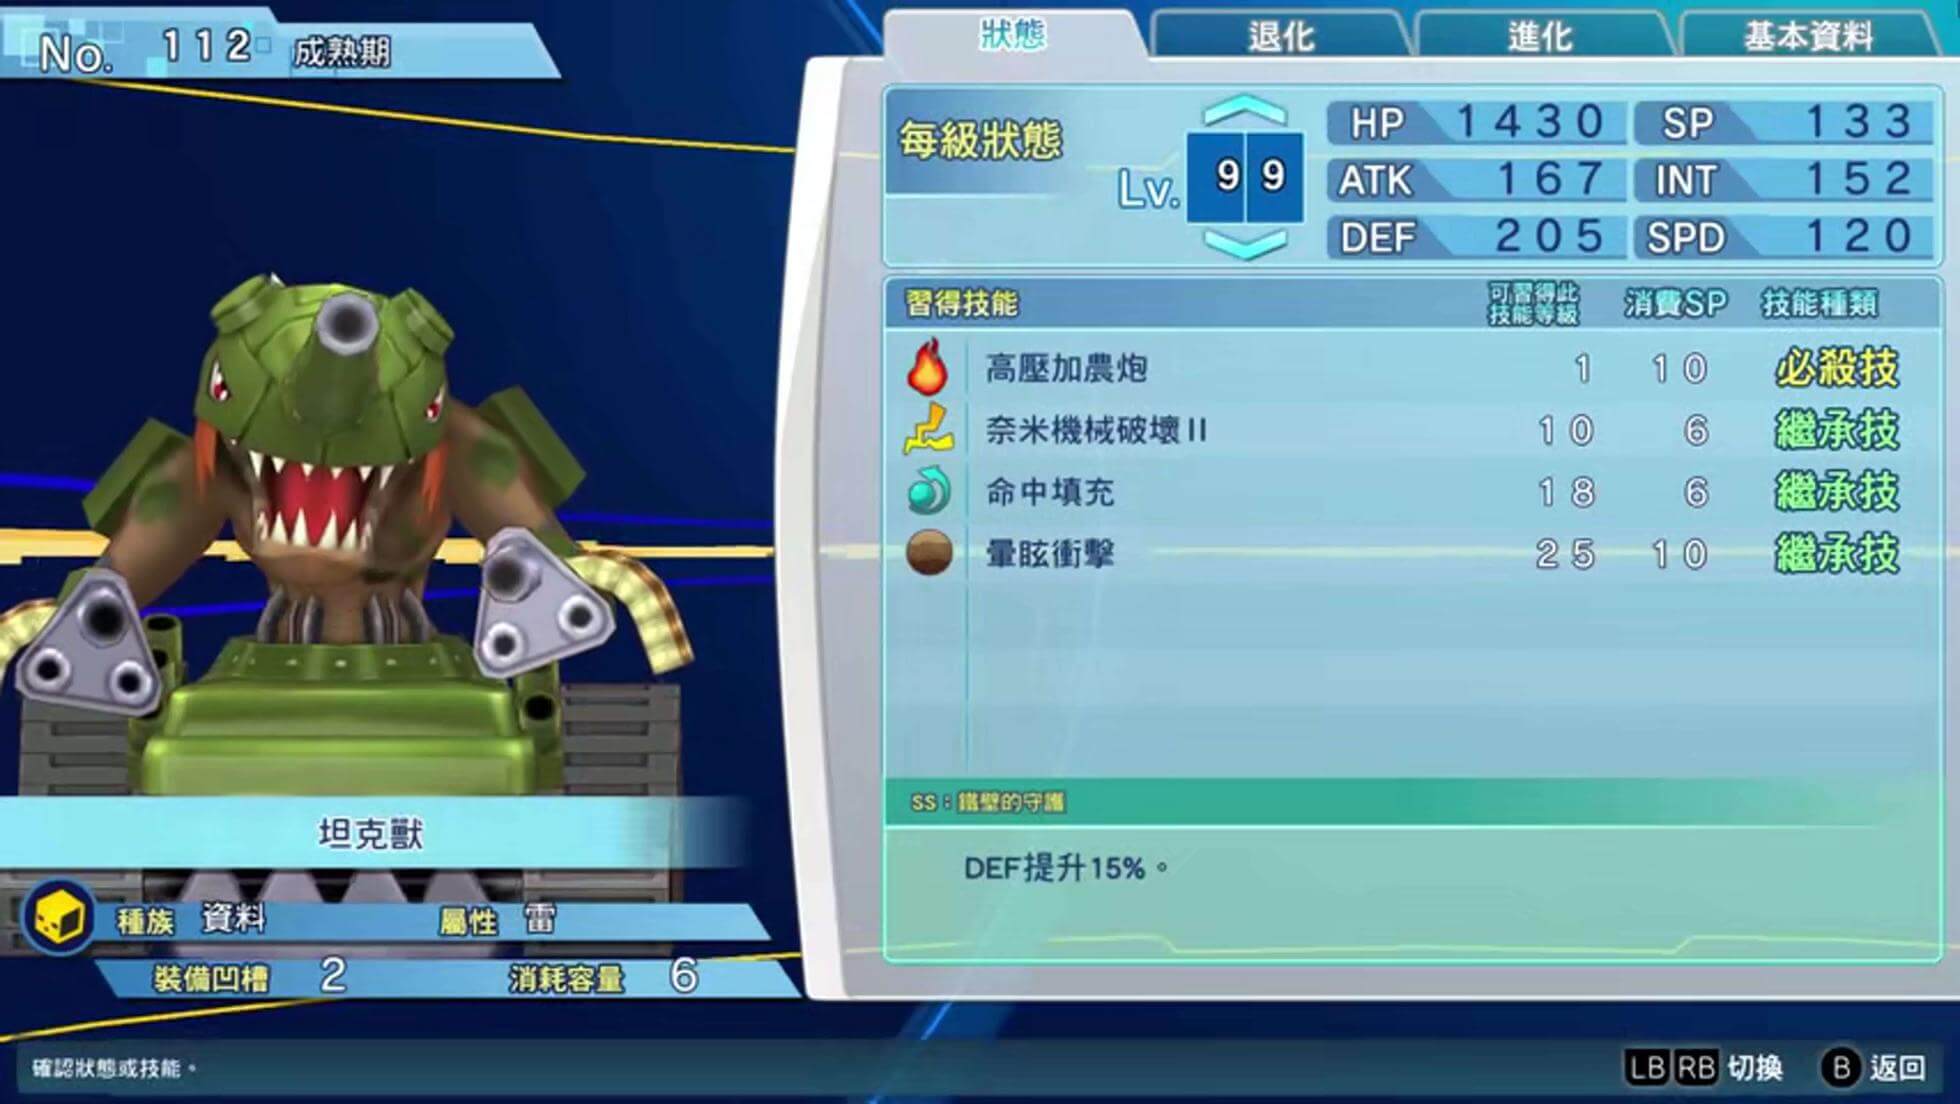 No. 112 成熟期
狀態 退化 進化 基本資料
每級狀態
Lv. 99
HP 1430 SP 133
ATK 167 INT 152
DEF 205 SPD 120
習得技能 可習得此技能等級 消費SP 技能種類
高壓加農炮 1 10 必殺技
奈米機械破壞II 10 6 繼承技
命中填充 18 6 繼承技
暈眩衝擊 25 10 繼承技
SS：鐵壁的守護
DEF提升15%。
坦克獸
種族 資料 屬性 雷
裝備凹槽 2 消耗容量 6
確認狀態或技能。
LB RB 切換 B 返回